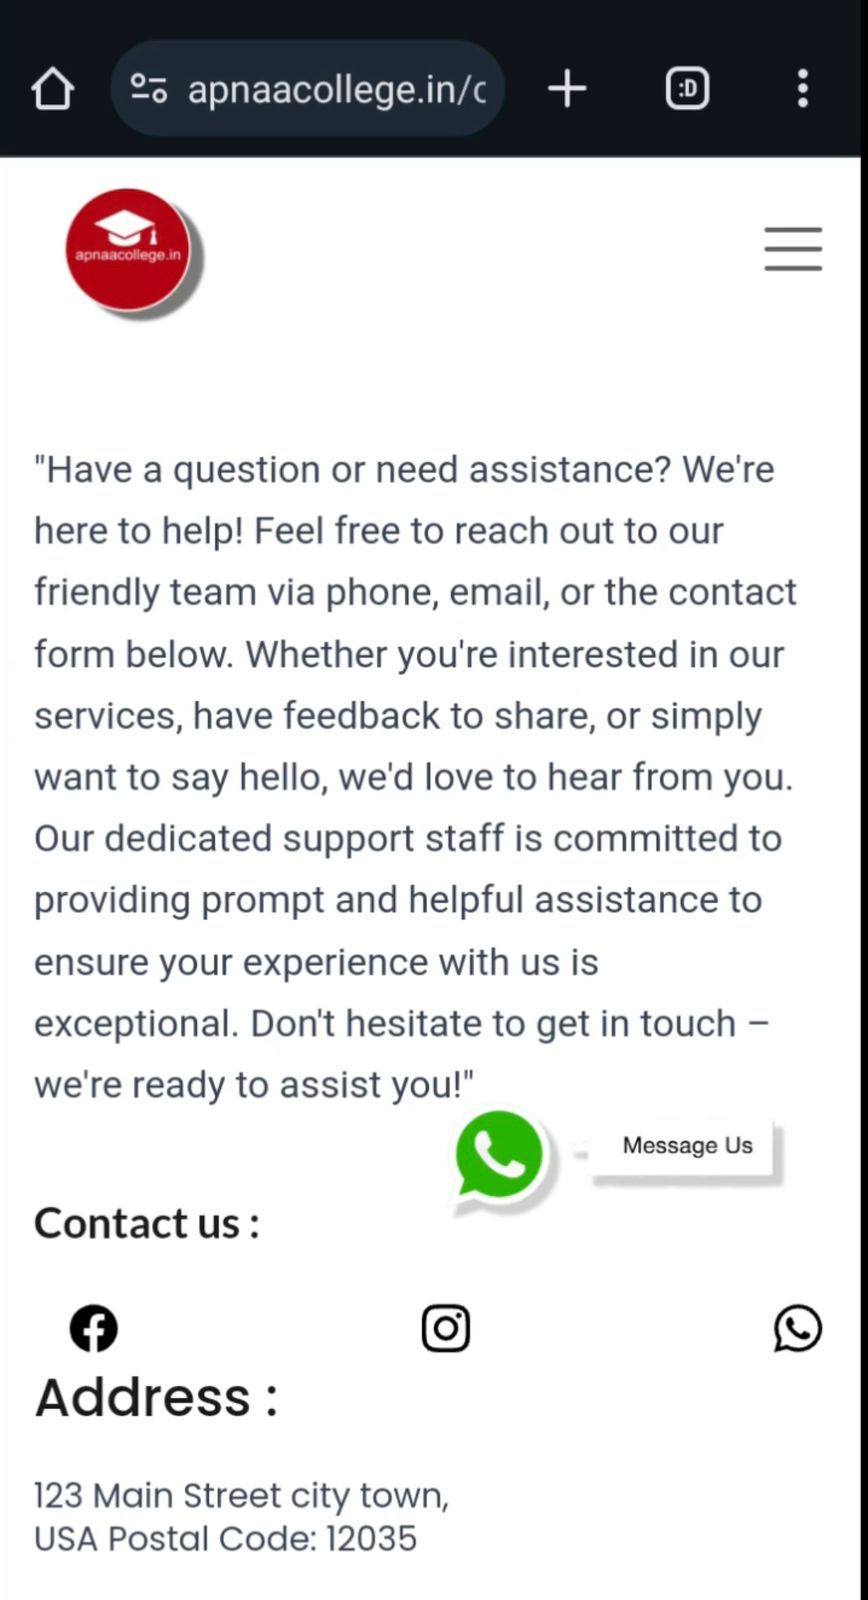 apnaacollege.in/c
:D
apnaacollege.in
"Have a question or need assistance? We're
here to help! Feel free to reach out to our
friendly team via phone, email, or the contact
form below. Whether you're interested in our
services, have feedback to share, or simply
want to say hello, we'd love to hear from you.
Our dedicated support staff is committed to
providing prompt and helpful assistance to
ensure your experience with us is
exceptional. Don't hesitate to get in touch –
we're ready to assist you!"
Message Us
Contact us :
Address :
123 Main Street city town,
USA Postal Code: 12035